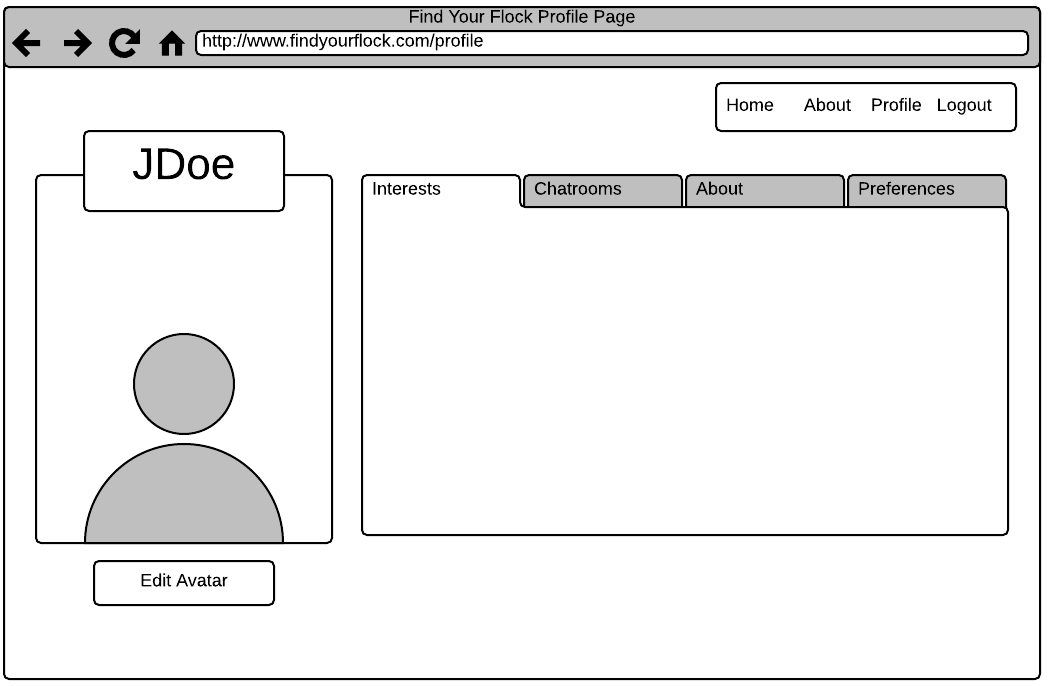 Find Your Flock Profile Page
http://www.findyourflock.com/profile
Home About Profile Logout
JDoe
Interests Chatrooms About Preferences
Edit Avatar